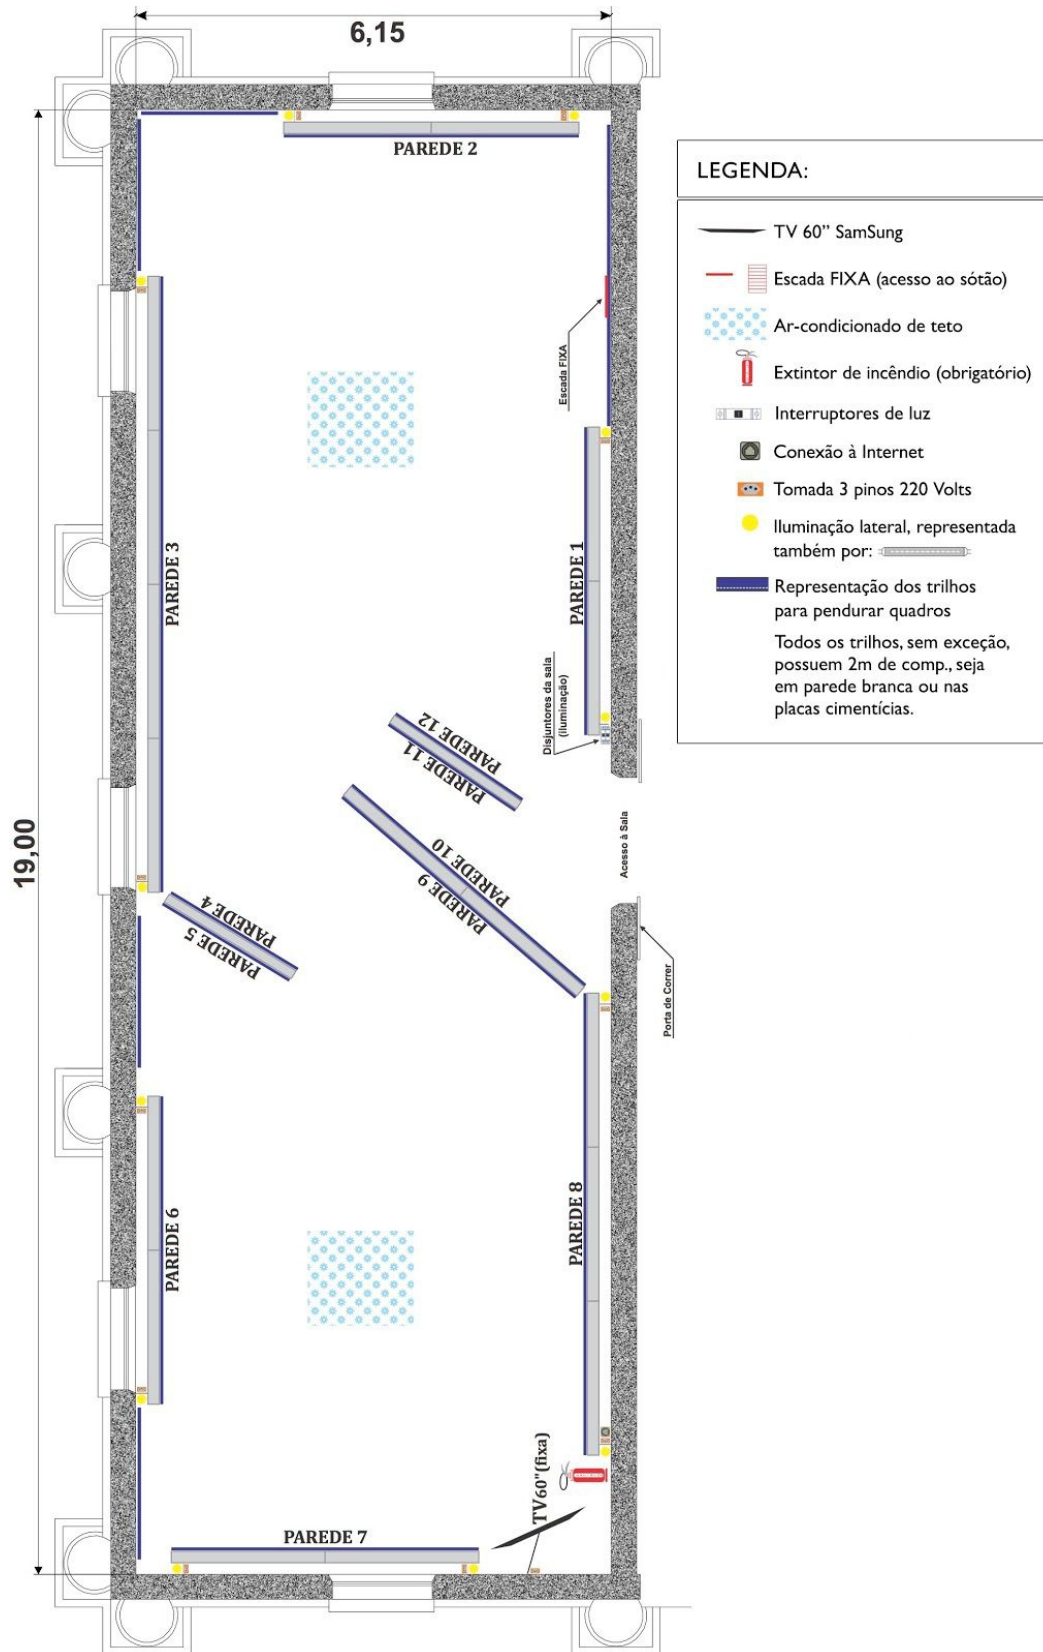 6,15
PAREDE 2
19,00
PAREDE 3
Escada FIXA
PAREDE 1
Disjuntores da sala
(iluminação)
PAREDE 12
PAREDE 11
PAREDE 10
PAREDE 9
Acesso à Sala
PAREDE 4
PAREDE 5
Porta de Correr
PAREDE 6
PAREDE 8
TV60"(fixa)
PAREDE 7
LEGENDA:
TV 60” SamSung
Escada FIXA (acesso ao sótão)
Ar-condicionado de teto
Extintor de incêndio (obrigatório)
Interruptores de luz
Conexão à Internet
Tomada 3 pinos 220 Volts
Iluminação lateral, representada
também por:
Representação dos trilhos
para pendurar quadros
Todos os trilhos, sem exceção,
possuem 2m de comp., seja
em parede branca ou nas
placas cimentícias.